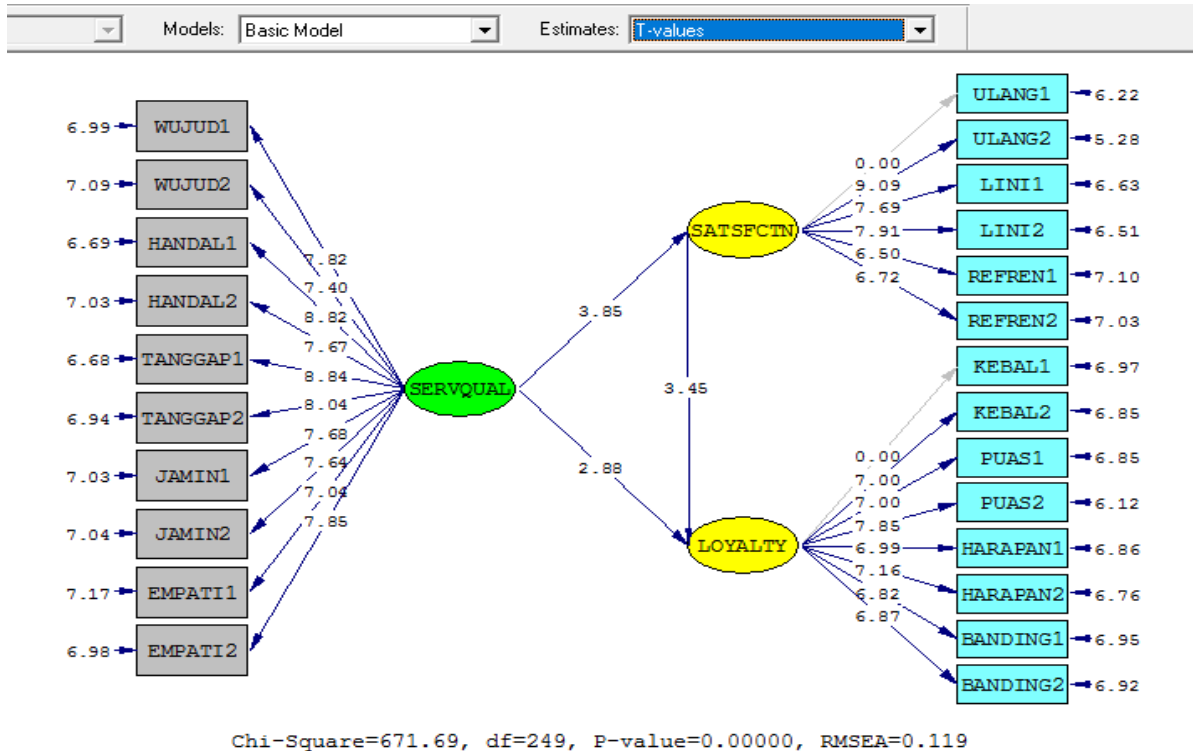 Models: Basic Model Estimates: T-values
6.99 WUJUD1
7.09 WUJUD2
6.69 HANDAL1
7.03 HANDAL2
6.68 TANGGAP1
6.94 TANGGAP2
7.03 JAMIN1
7.04 JAMIN2
7.17 EMPATI1
6.98 EMPATI2
7.82
7.40
8.82
7.67
8.84
8.04
7.68
7.64
7.04
7.85
SERVQUAL
3.85
2.88
SATSFCTN
3.45
LOYALTY
0.00
9.09
7.69
7.91
6.50
6.72
0.00
7.00
7.00
7.85
6.99
7.16
6.82
6.87
ULANG1 6.22
ULANG2 5.28
LINI1 6.63
LINI2 6.51
REFREN1 7.10
REFREN2 7.03
KEBAL1 6.97
KEBAL2 6.85
PUAS1 6.85
PUAS2 6.12
HARAPAN1 6.86
HARAPAN2 6.76
BANDING1 6.95
BANDING2 6.92
Chi-Square=671.69, df=249, P-value=0.00000, RMSEA=0.119